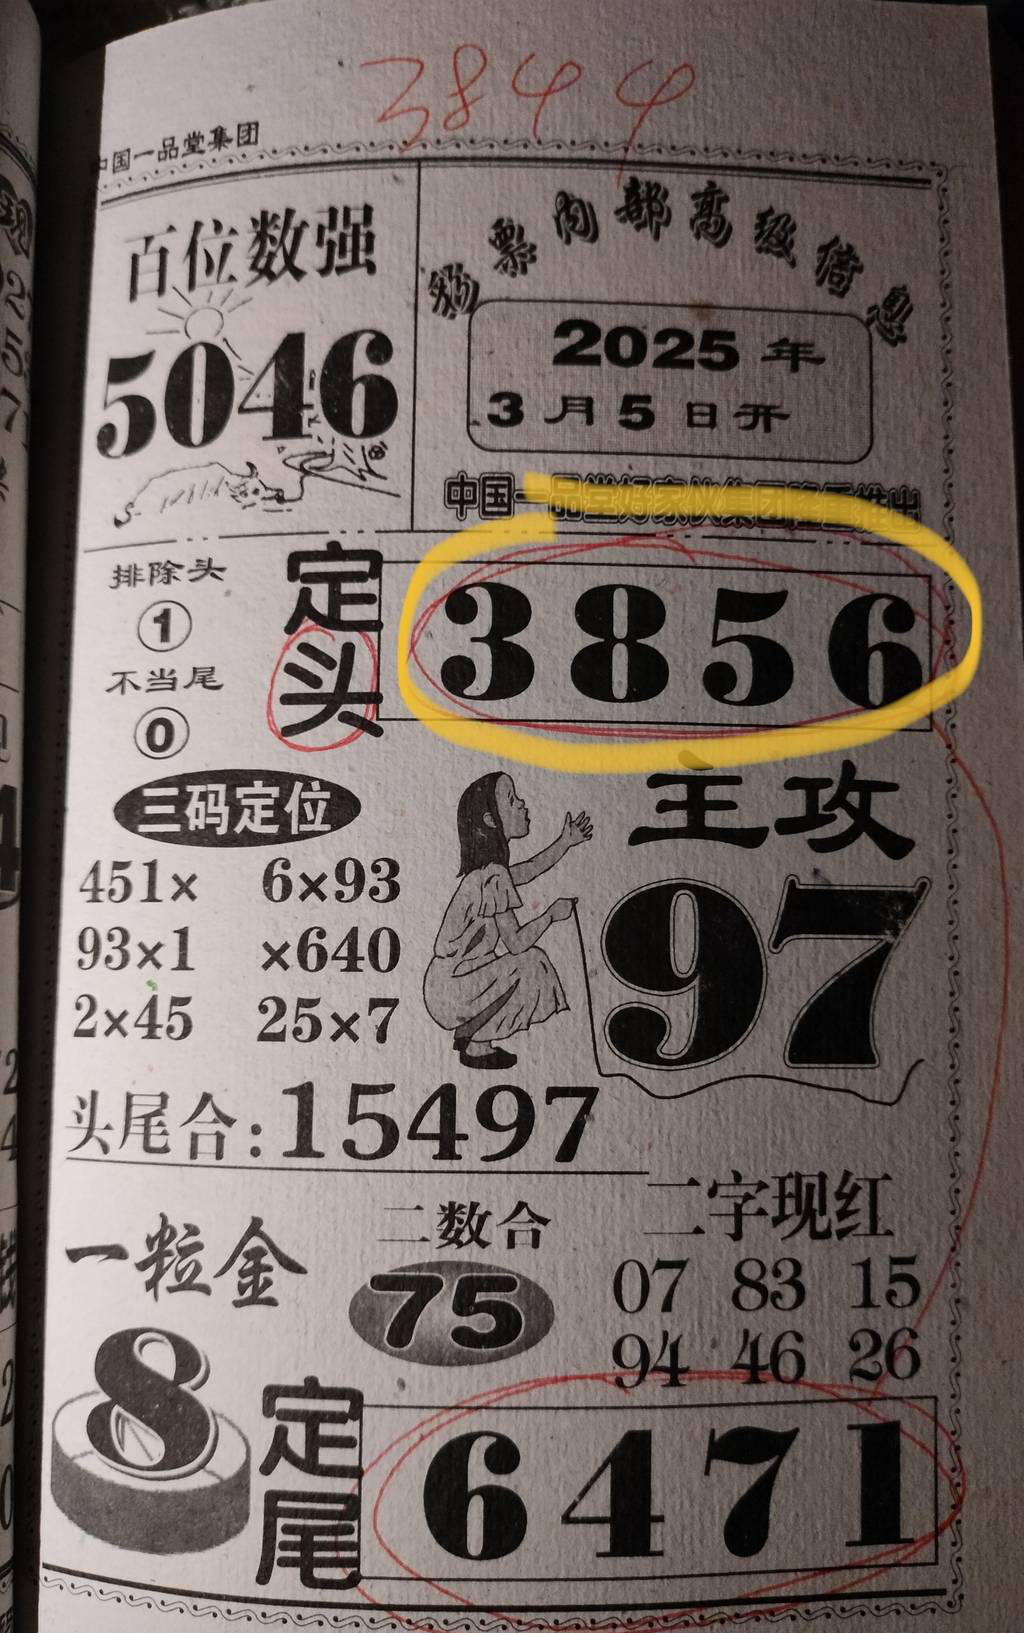 3844
中国一品堂集团
百位数强
5046
彩票内部高级信息
2025年
3月5日开
中国一品堂好家伙集团隆重推出
排除头
①
不当尾
⓪
定头
3856
三码定位
451× 6×93
93×1 ×640
2×45 25×7
主攻
97
头尾合:15497
一粒金
8
二数合
75
二字现红
07 83 15
94 46 26
定尾
6471